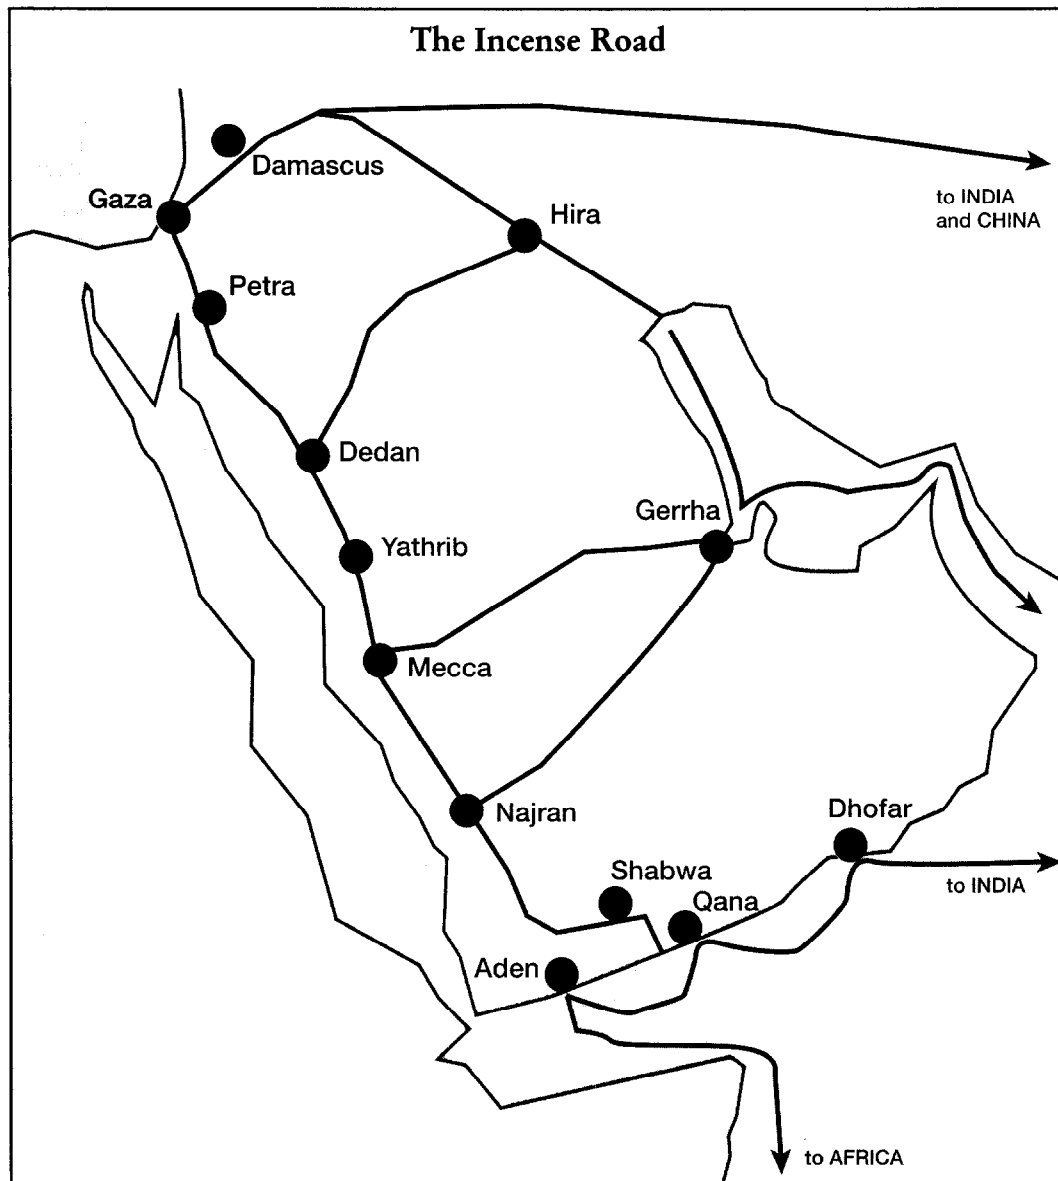 The Incense Road
Damascus
Gaza
to INDIA
and CHINA
Hira
Petra
Dedan
Gerrha
Yathrib
Mecca
Najran
Dhofar
Shabwa
to INDIA
Qana
Aden
to AFRICA